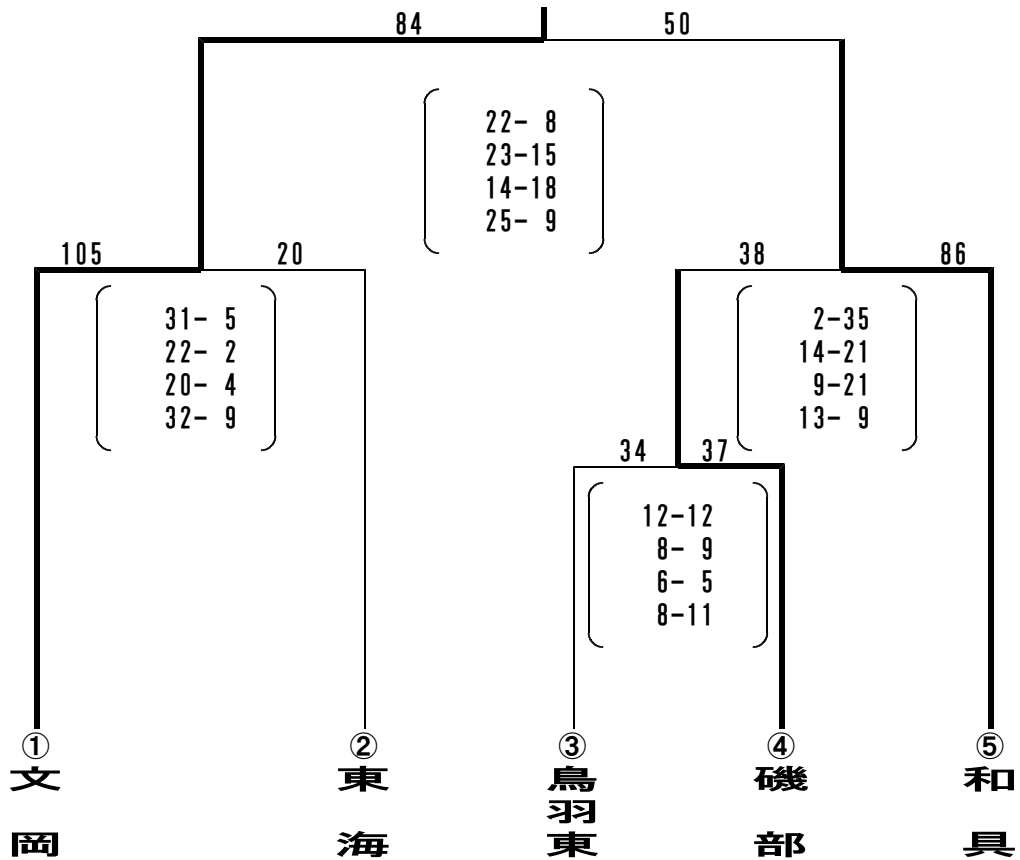 84 50
22- 8
23-15
14-18
25- 9
105 20 38 86
31- 5
22- 2
20- 4
32- 9
2-35
14-21
9-21
13- 9
34 37
12-12
8- 9
6- 5
8-11
① ② ③ ④ ⑤
文岡
東海
鳥羽東
磯部
和具